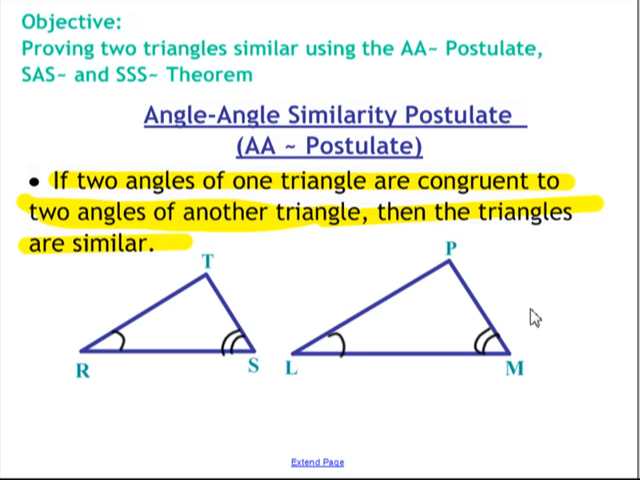 Objective:
Proving two triangles similar using the AA~ Postulate,
SAS~ and SSS~ Theorem
Angle-Angle Similarity Postulate
(AA ~ Postulate)
• If two angles of one triangle are congruent to
two angles of another triangle, then the triangles
are similar.
T
P
R
S
L
M
Extend Page